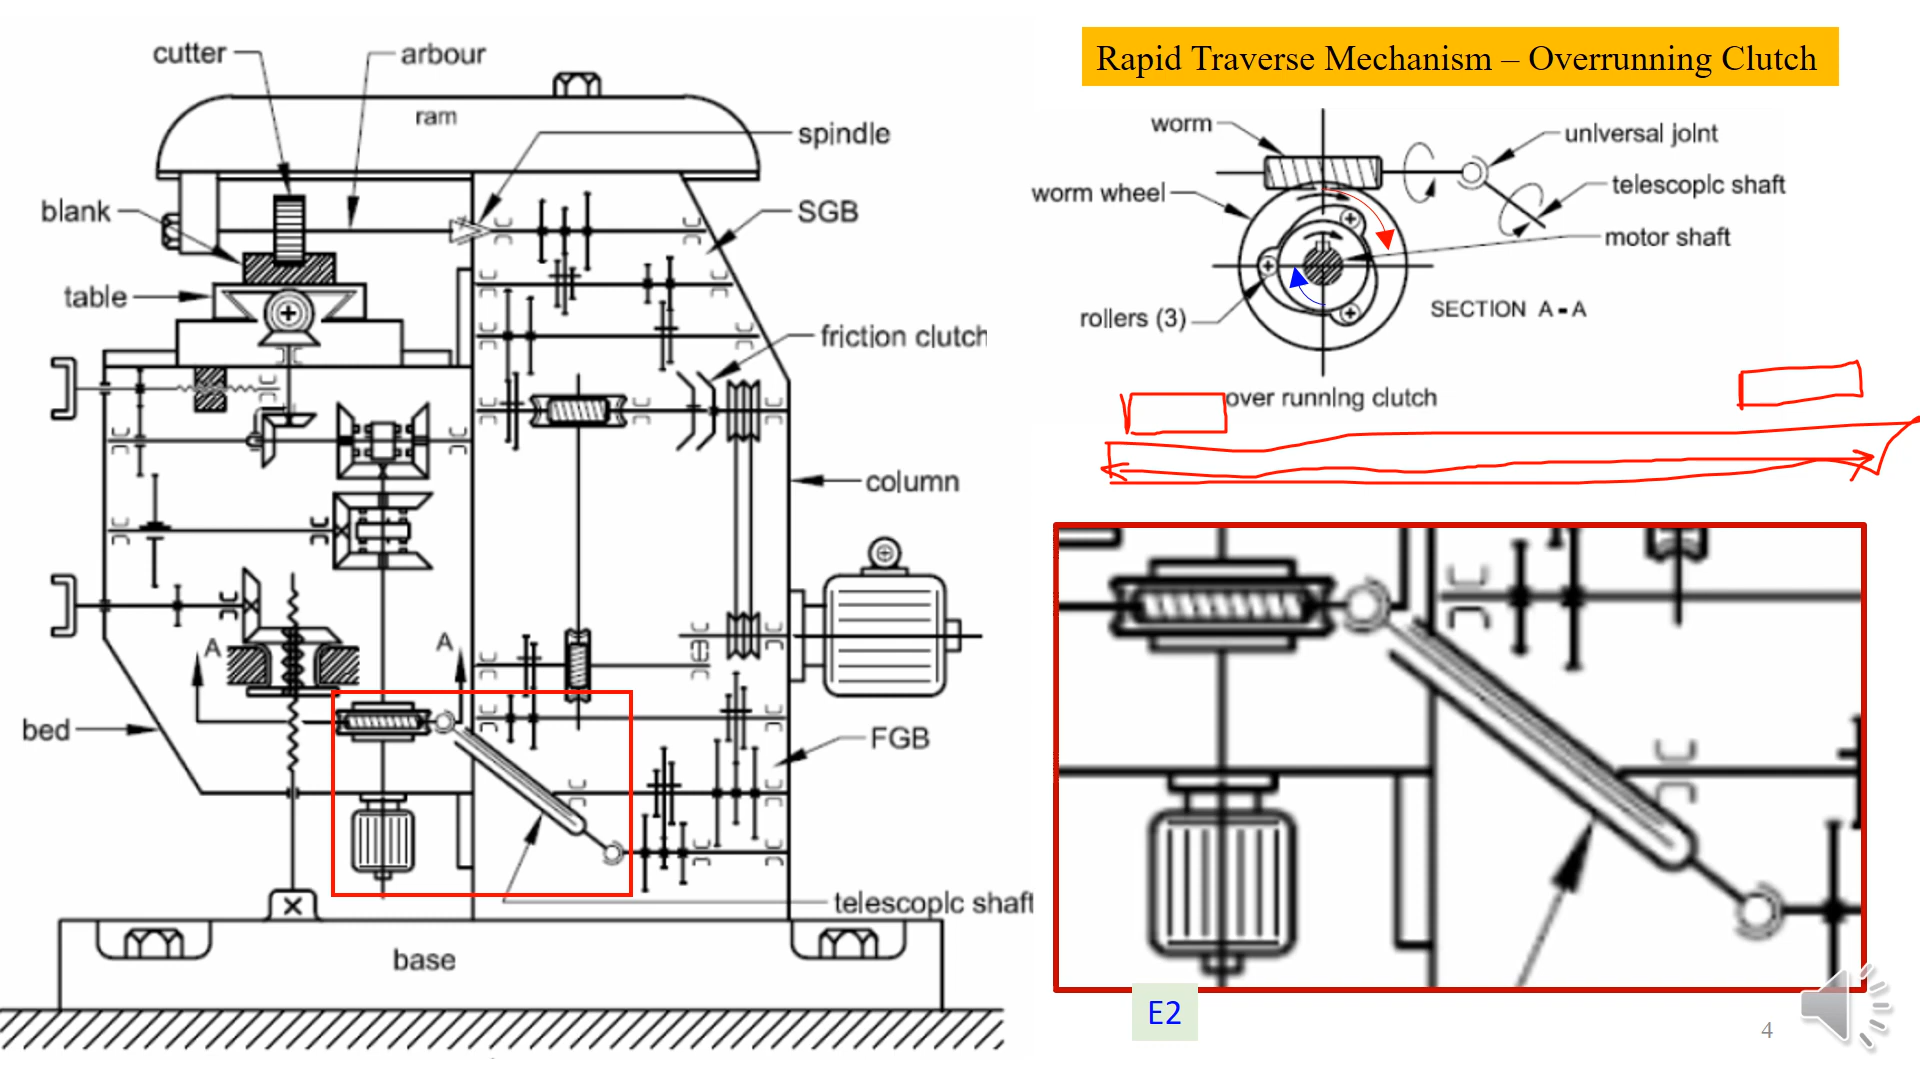 Rapid Traverse Mechanism – Overrunning Clutch
cutter
arbour
ram
spindle
blank
SGB
table
friction clutch
column
A
A
bed
FGB
telescopic shaft
base
worm
universal joint
worm wheel
telescopic shaft
motor shaft
rollers (3)
SECTION A-A
over running clutch
E2
4